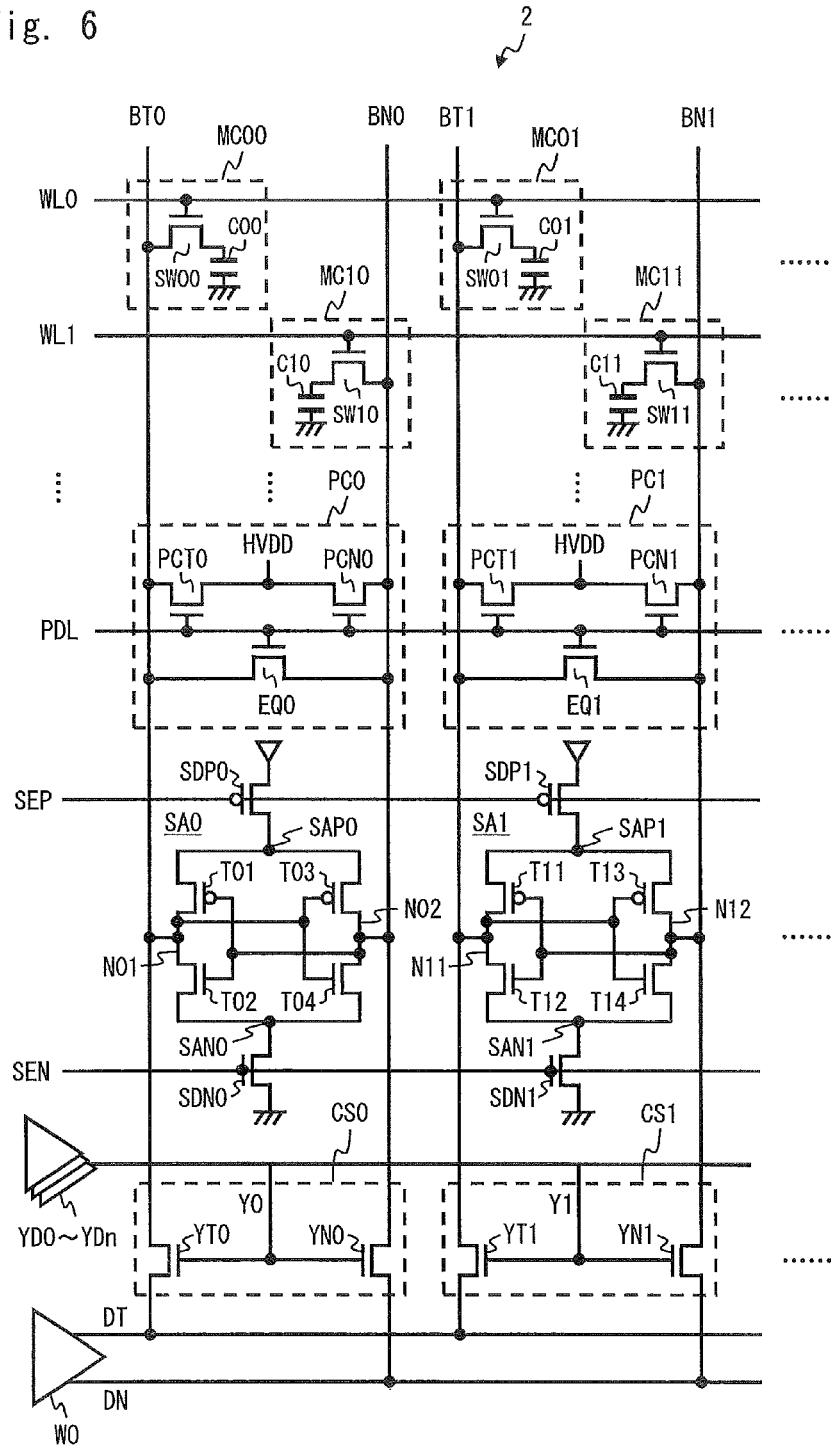 ig. 6
2
BT0 BN0 BT1 BN1
MC00 MC01
WL0
C00 C01
SW00 SW01
MC10 MC11
WL1
C10 C11
SW10 SW11
PC0 PC1
HVDD HVDD
PCT0 PCN0 PCT1 PCN1
PDL
EQ0 EQ1
SDP0 SDP1
SEP
SA0 SAP0 SA1 SAP1
T01 T03 T11 T13
N02 N12
N01 N11
T02 T04 T12 T14
SAN0 SAN1
SEN
SDN0 SDN1
CS0 CS1
Y0 Y1
YD0~YDn YT0 YN0 YT1 YN1
DT
DN
W0